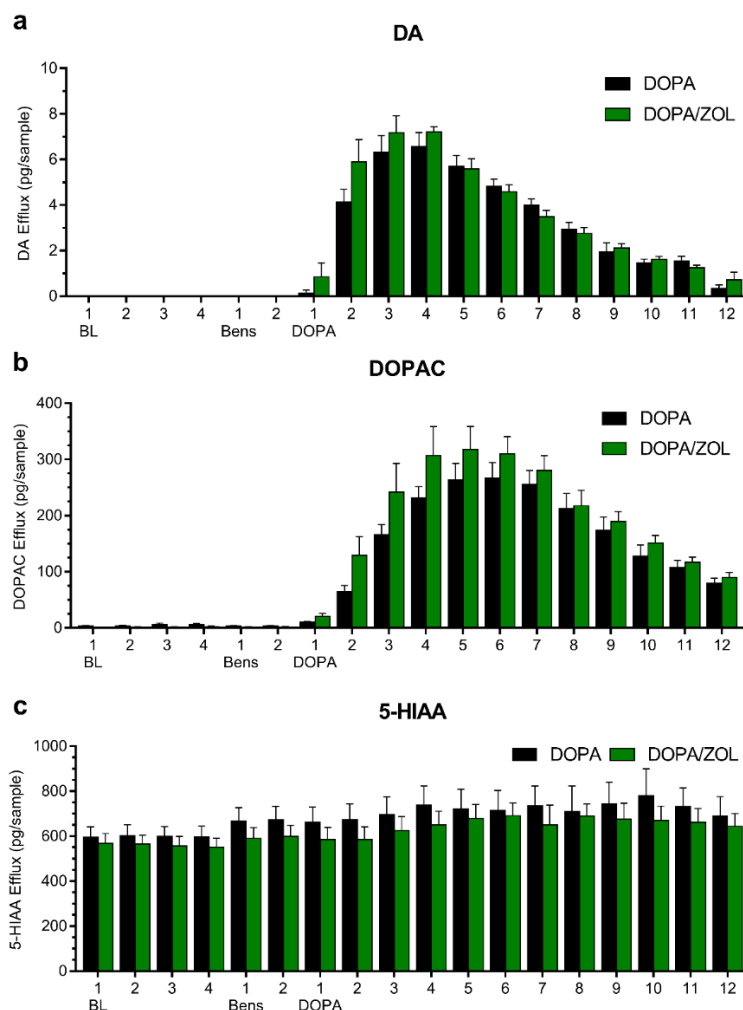 a
DA
DA Efflux (pg/sample)
10
8
6
4
2
0
DOPA
DOPA/ZOL
1 2 3 4 1 2 1 2 3 4 5 6 7 8 9 10 11 12
BL Bens DOPA
b
DOPAC
DOPAC Efflux (pg/sample)
400
300
200
100
0
DOPA
DOPA/ZOL
1 2 3 4 1 2 1 2 3 4 5 6 7 8 9 10 11 12
BL Bens DOPA
c
5-HIAA
5-HIAA Efflux (pg/sample)
1000
800
600
400
200
0
DOPA DOPA/ZOL
1 2 3 4 1 2 1 2 3 4 5 6 7 8 9 10 11 12
BL Bens DOPA